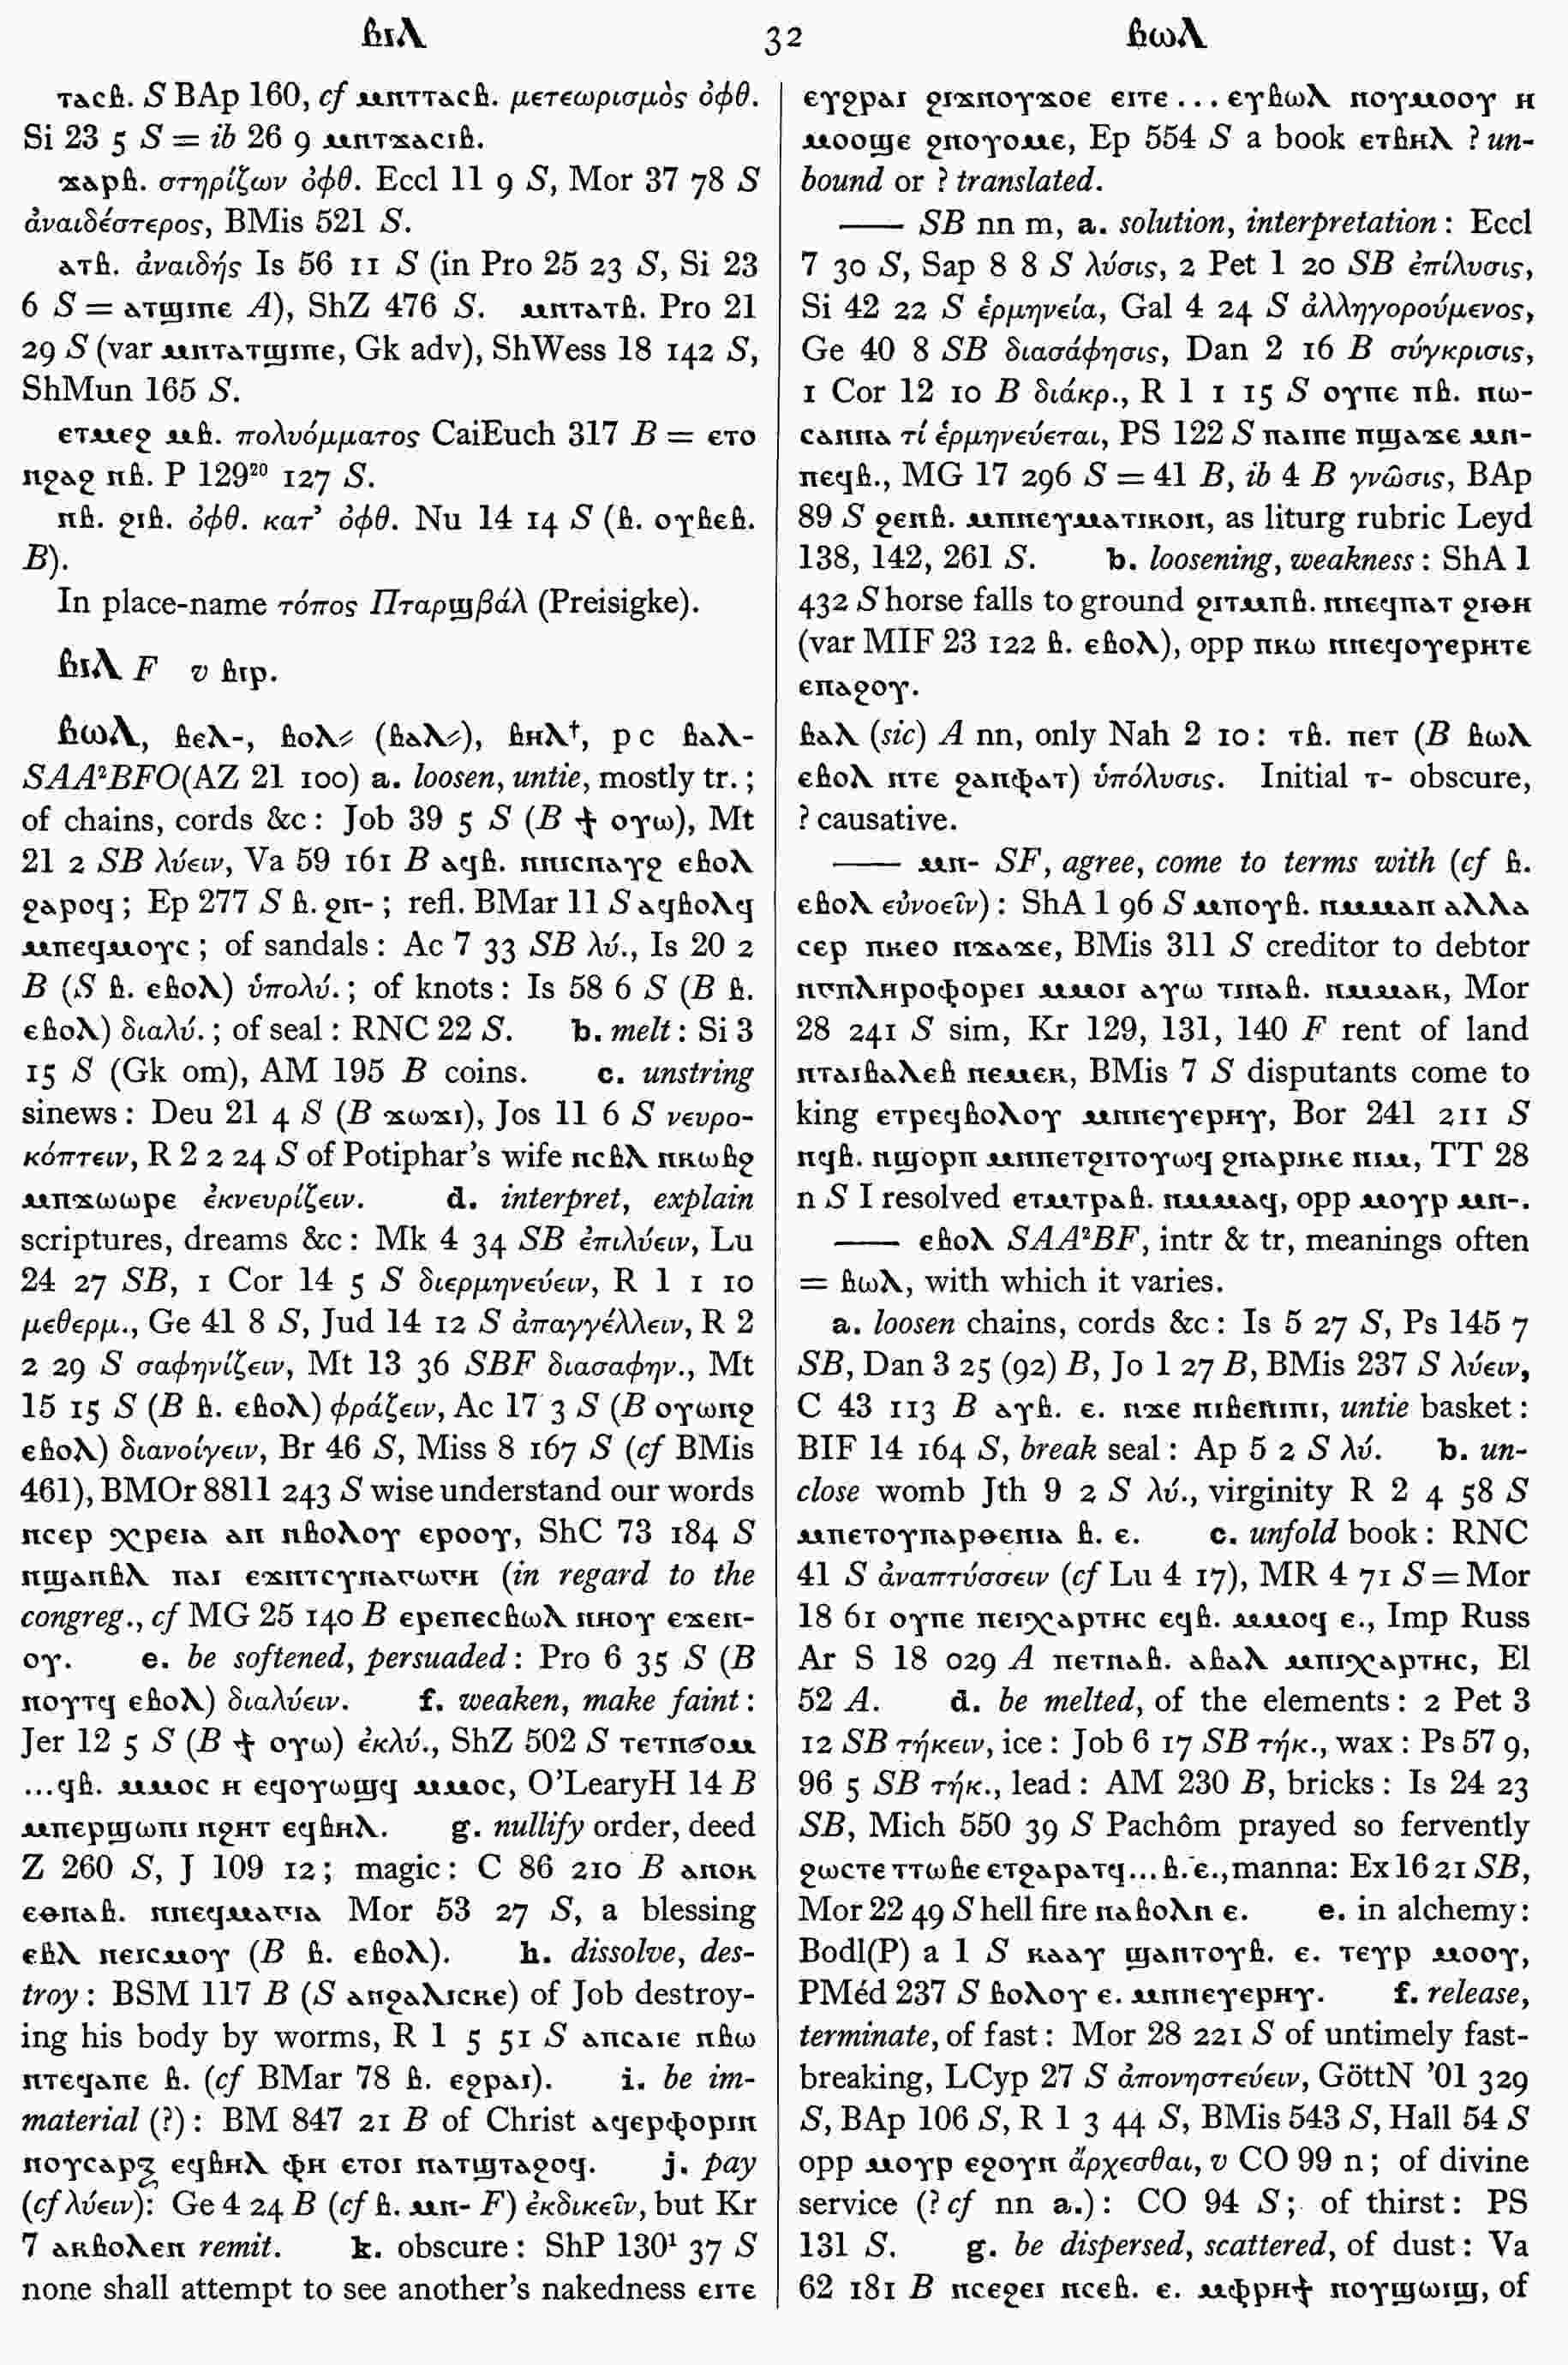 ⲃⲓⲗ 32 ⲃⲱⲗ
ⲧⲁⲥⲃ. S BAp 160, cf ⲙⲛⲧⲧⲁⲥⲃ. μετεωρισμὸς ὀφθ.
Si 23 5 S = ib 26 9 ⲙⲛⲧϫⲁⲥⲓⲃ.
ϫⲁⲣⲃ. στηρίζων ὀφθ. Eccl 11 9 S, Mor 37 78 S
ἀναιδέστερος, BMis 521 S.
ⲁⲧⲃ. ἀναιδής Is 56 11 S (in Pro 25 23 S, Si 23
6 S = ⲁⲧϣⲓⲡⲉ A), ShZ 476 S. ⲙⲛⲧⲁⲧⲃ. Pro 21
29 S (var ⲙⲛⲧⲁⲧϣⲓⲡⲉ, Gk adv), ShWess 18 142 S,
ShMun 165 S.
ⲉⲧⲙⲉϩ ⲙⲃ. πολυόμματος CaiEuch 317 B = ⲉⲧⲟ
ⲛϩⲁϩ ⲛⲃ. P 129²⁰ 127 S.
ⲛⲃ. ϩⲓⲃ. ὀφθ. κατ’ ὀφθ. Nu 14 14 S (ⲃ. ⲟⲩⲃⲉⲃ.
B).
In place-name τόπος Πταρϣβάλ (Preisigke).
ⲃⲓⲗ F v ⲃⲓⲣ.
ⲃⲱⲗ, ⲃⲉⲗ-, ⲃⲟⲗ⸗ (ⲃⲁⲗ⸗), ⲃⲏⲗ†, p c ⲃⲁⲗ-
SAA²BFO(AZ 21 100) a. loosen, untie, mostly tr. ;
of chains, cords &c : Job 39 5 S (B ϯ ⲟⲩⲱ), Mt
21 2 SB λύειν, Va 59 161 B ⲁϥⲃ. ⲛⲛⲓⲥⲛⲁⲩϩ ⲉⲃⲟⲗ
ϩⲁⲣⲟϥ ; Ep 277 S ⲃ. ϩⲛ- ; refl. BMar 11 S ⲁϥⲃⲟⲗϥ
ⲙⲡⲉϥⲙⲟⲩⲥ ; of sandals : Ac 7 33 SB λύ., Is 20 2
B (S ⲃ. ⲉⲃⲟⲗ) ὑπολύ. ; of knots : Is 58 6 S (B ⲃ.
ⲉⲃⲟⲗ) διαλύ. ; of seal : RNC 22 S. b. melt : Si 3
15 S (Gk om), AM 195 B coins. c. unstring
sinews : Deu 21 4 S (B ϫⲱϫⲓ), Jos 11 6 S νευρο-
κόπτειν, R 2 2 24 S of Potiphar’s wife ⲛⲥⲃⲗ ⲛⲕⲱⲃϩ
ⲙⲡϫⲱⲱⲣⲉ ἐκνευρίζειν. d. interpret, explain
scriptures, dreams &c : Mk 4 34 SB ἐπιλύειν, Lu
24 27 SB, 1 Cor 14 5 S διερμηνεύειν, R 1 1 10
μεθερμ., Ge 41 8 S, Jud 14 12 S ἀπαγγέλλειν, R 2
2 29 S σαφηνίζειν, Mt 13 36 SBF διασαφην., Mt
15 15 S (B ⲃ. ⲉⲃⲟⲗ) φράζειν, Ac 17 3 S (B ⲟⲩⲱⲛϩ
ⲉⲃⲟⲗ) διανοίγειν, Br 46 S, Miss 8 167 S (cf BMis
461), BMOr 8811 243 S wise understand our words
ⲛⲥⲉⲣ ⲭⲣⲉⲓⲁ ⲁⲛ ⲛⲃⲟⲗⲟⲩ ⲉⲣⲟⲟⲩ, ShC 73 184 S
ⲛϣⲁⲛⲃⲗ ⲡⲁⲓ ⲉϫⲛⲧⲥⲩⲛⲁⲅⲱⲅⲏ (in regard to the
congreg., cf MG 25 140 B ⲉⲣⲉⲡⲉⲥⲃⲱⲗ ⲛⲏⲟⲩ ⲉϫⲉⲛ-
ⲟⲩ. e. be softened, persuaded : Pro 6 35 S (B
ⲛⲟⲩⲧϥ ⲉⲃⲟⲗ) διαλύειν. f. weaken, make faint :
Jer 12 5 S (B ϯ ⲟⲩⲱ) ἐκλύ., ShZ 502 S ⲧⲉⲧⲛϭⲟⲙ
...ϥⲃ. ⲙⲙⲟⲥ ⲏ ⲉϥⲟⲩⲱϣϥ ⲙⲙⲟⲥ, O’LearyH 14 B
ⲙⲡⲉⲣϣⲱⲡⲓ ⲛϩⲏⲧ ⲉϥⲃⲏⲗ. g. nullify order, deed
Z 260 S, J 109 12 ; magic : C 86 210 B ⲁⲛⲟⲕ
ⲉⲑⲛⲁⲃ. ⲛⲛⲉϥⲙⲁⲅⲓⲁ Mor 53 27 S, a blessing
ⲉⲃⲗ ⲡⲉⲓⲥⲙⲟⲩ (B ⲃ. ⲉⲃⲟⲗ). h. dissolve, des-
troy : BSM 117 B (S ⲁⲛϩⲁⲗⲓⲥⲕⲉ) of Job destroy-
ing his body by worms, R 1 5 51 S ⲁⲡⲥⲁⲓⲉ ⲛⲃⲱ
ⲛⲧⲉϥⲁⲡⲉ ⲃ. (cf BMar 78 ⲃ. ⲉϩⲣⲁⲓ). i. be im-
material (?) : BM 847 21 B of Christ ⲁϥⲉⲣⲫⲟⲣⲓⲛ
ⲛⲟⲩⲥⲁⲣⲝ ⲉϥⲃⲏⲗ ⲫⲏ ⲉⲧⲟⲓ ⲛⲁⲧϣⲧⲁϩⲟϥ. j. pay
(cf λύειν): Ge 4 24 B (cf ⲃ. ⲙⲛ- F) ἐκδικεῖν, but Kr
7 ⲁⲕⲃⲟⲗⲉⲛ remit. k. obscure : ShP 130¹ 37 S
none shall attempt to see another’s nakedness ⲉⲓⲧⲉ
ⲉⲩϩⲣⲁⲓ ϩⲓϫⲛⲟⲩϫⲟⲉ ⲉⲓⲧⲉ ... ⲉⲩⲃⲱⲗ ⲛⲟⲩⲙⲟⲟⲩ ⲏ
ⲙⲟⲟϣⲉ ϩⲛⲟⲩⲟⲙⲉ, Ep 554 S a book ⲉⲧⲃⲏⲗ ? un-
bound or ? translated.
—— SB nn m, a. solution, interpretation : Eccl
7 30 S, Sap 8 8 S λύσις, 2 Pet 1 20 SB ἐπίλυσις,
Si 42 22 S ἑρμηνεία, Gal 4 24 S ἀλληγορούμενος,
Ge 40 8 SB διασάφησις, Dan 2 16 B σύγκρισις,
1 Cor 12 10 B διάκρ., R 1 1 15 S ⲟⲩⲡⲉ ⲡⲃ. ⲛⲱ-
ⲥⲁⲛⲛⲁ τί ἑρμηνεύεται, PS 122 S ⲡⲁⲓⲡⲉ ⲡϣⲁϫⲉ ⲙⲛ-
ⲡⲉϥⲃ., MG 17 296 S = 41 B, ib 4 B γνῶσις, BAp
89 S ϩⲉⲛⲃ. ⲙⲡⲛⲉⲩⲙⲁⲧⲓⲕⲟⲛ, as liturg rubric Leyd
138, 142, 261 S. b. loosening, weakness : ShA 1
432 S horse falls to ground ϩⲓⲧⲙⲡⲃ. ⲛⲛⲉϥⲡⲁⲧ ϩⲓⲑⲏ
(var MIF 23 122 ⲃ. ⲉⲃⲟⲗ), opp ⲡⲕⲱ ⲛⲛⲉϥⲟⲩⲉⲣⲏⲧⲉ
ⲉⲡⲁϩⲟⲩ.
ⲃⲁⲗ (sic) A nn, only Nah 2 10 : ⲧⲃ. ⲡⲉⲧ (B ⲃⲱⲗ
ⲉⲃⲟⲗ ⲛⲧⲉ ϩⲁⲛⲫⲁⲧ) ὑπόλυσις. Initial ⲧ- obscure,
? causative.
—— ⲙⲛ- SF, agree, come to terms with (cf ⲃ.
ⲉⲃⲟⲗ εὐνοεῖν) : ShA 1 96 S ⲙⲡⲟⲩⲃ. ⲛⲙⲙⲁⲛ ⲁⲗⲗⲁ
ⲥⲉⲣ ⲡⲕⲉⲟ ⲛϫⲁϫⲉ, BMis 311 S creditor to debtor
ⲛⲅⲡⲗⲏⲣⲟⲫⲟⲣⲉⲓ ⲙⲙⲟⲓ ⲁⲩⲱ ⲧⲓⲛⲁⲃ. ⲛⲙⲙⲁⲕ, Mor
28 241 S sim, Kr 129, 131, 140 F rent of land
ⲛⲧⲁⲓⲃⲁⲗⲉⲃ ⲛⲉⲙⲉⲕ, BMis 7 S disputants come to
king ⲉⲧⲣⲉϥⲃⲟⲗⲟⲩ ⲙⲛⲛⲉⲩⲉⲣⲏⲩ, Bor 241 211 S
ⲛϥⲃ. ⲛϣⲟⲣⲡ ⲙⲛⲡⲉⲧϩⲓⲧⲟⲩⲱϥ ϩⲛⲁⲣⲓⲕⲉ ⲛⲓⲙ, TT 28
n S I resolved ⲉⲧⲙⲧⲣⲁⲃ. ⲛⲙⲙⲁϥ, opp ⲙⲟⲩⲣ ⲙⲛ-.
—— ⲉⲃⲟⲗ SAA²BF, intr & tr, meanings often
= ⲃⲱⲗ, with which it varies.
a. loosen chains, cords &c : Is 5 27 S, Ps 145 7
SB, Dan 3 25 (92) B, Jo 1 27 B, BMis 237 S λύειν,
C 43 113 B ⲁⲩⲃ. ⲉ. ⲛϫⲉ ⲛⲓⲃⲉⲛⲓⲛⲓ, untie basket :
BIF 14 164 S, break seal : Ap 5 2 S λύ. b. un-
close womb Jth 9 2 S λύ., virginity R 2 4 58 S
ⲙⲡⲉⲧⲟⲩⲡⲁⲣⲑⲉⲛⲓⲁ ⲃ. ⲉ. c. unfold book : RNC
41 S ἀναπτύσσειν (cf Lu 4 17), MR 4 71 S = Mor
18 61 ⲟⲩⲡⲉ ⲡⲉⲓⲭⲁⲣⲧⲏⲥ ⲉϥⲃ. ⲙⲙⲟϥ ⲉ., Imp Russ
Ar S 18 029 A ⲡⲉⲧⲛⲁⲃ. ⲁⲃⲁⲗ ⲙⲡⲓⲭⲁⲣⲧⲏⲥ, El
52 A. d. be melted, of the elements : 2 Pet 3
12 SB τήκειν, ice : Job 6 17 SB τήκ., wax : Ps 57 9,
96 5 SB τήκ., lead : AM 230 B, bricks : Is 24 23
SB, Mich 550 39 S Pachôm prayed so fervently
ϩⲱⲥⲧⲉ ⲧⲧⲱⲃⲉ ⲉⲧϩⲁⲣⲁⲧϥ...ⲃ. ⲉ., manna: Ex 16 21 SB,
Mor 22 49 S hell fire ⲛⲁⲃⲟⲗⲛ ⲉ. e. in alchemy :
Bodl(P) a 1 S ⲕⲁⲁⲩ ϣⲁⲛⲧⲟⲩⲃ. ⲉ. ⲧⲉⲩⲣ ⲙⲟⲟⲩ,
PMéd 237 S ⲃⲟⲗⲟⲩ ⲉ. ⲙⲛⲛⲉⲩⲉⲣⲏⲩ. f. release,
terminate, of fast : Mor 28 221 S of untimely fast-
breaking, LCyp 27 S ἀπονηστεύειν, GöttN ’01 329
S, BAp 106 S, R 1 3 44 S, BMis 543 S, Hall 54 S
opp ⲙⲟⲩⲣ ⲉϩⲟⲩⲛ ἄρχεσθαι, v CO 99 n ; of divine
service (? cf nn a.) : CO 94 S ; of thirst : PS
131 S. g. be dispersed, scattered, of dust : Va
62 181 B ⲛⲥⲉϩⲉⲓ ⲛⲥⲉⲃ. ⲉ. ⲙⲫⲣⲏϯ ⲛⲟⲩϣⲱⲓϣ, of